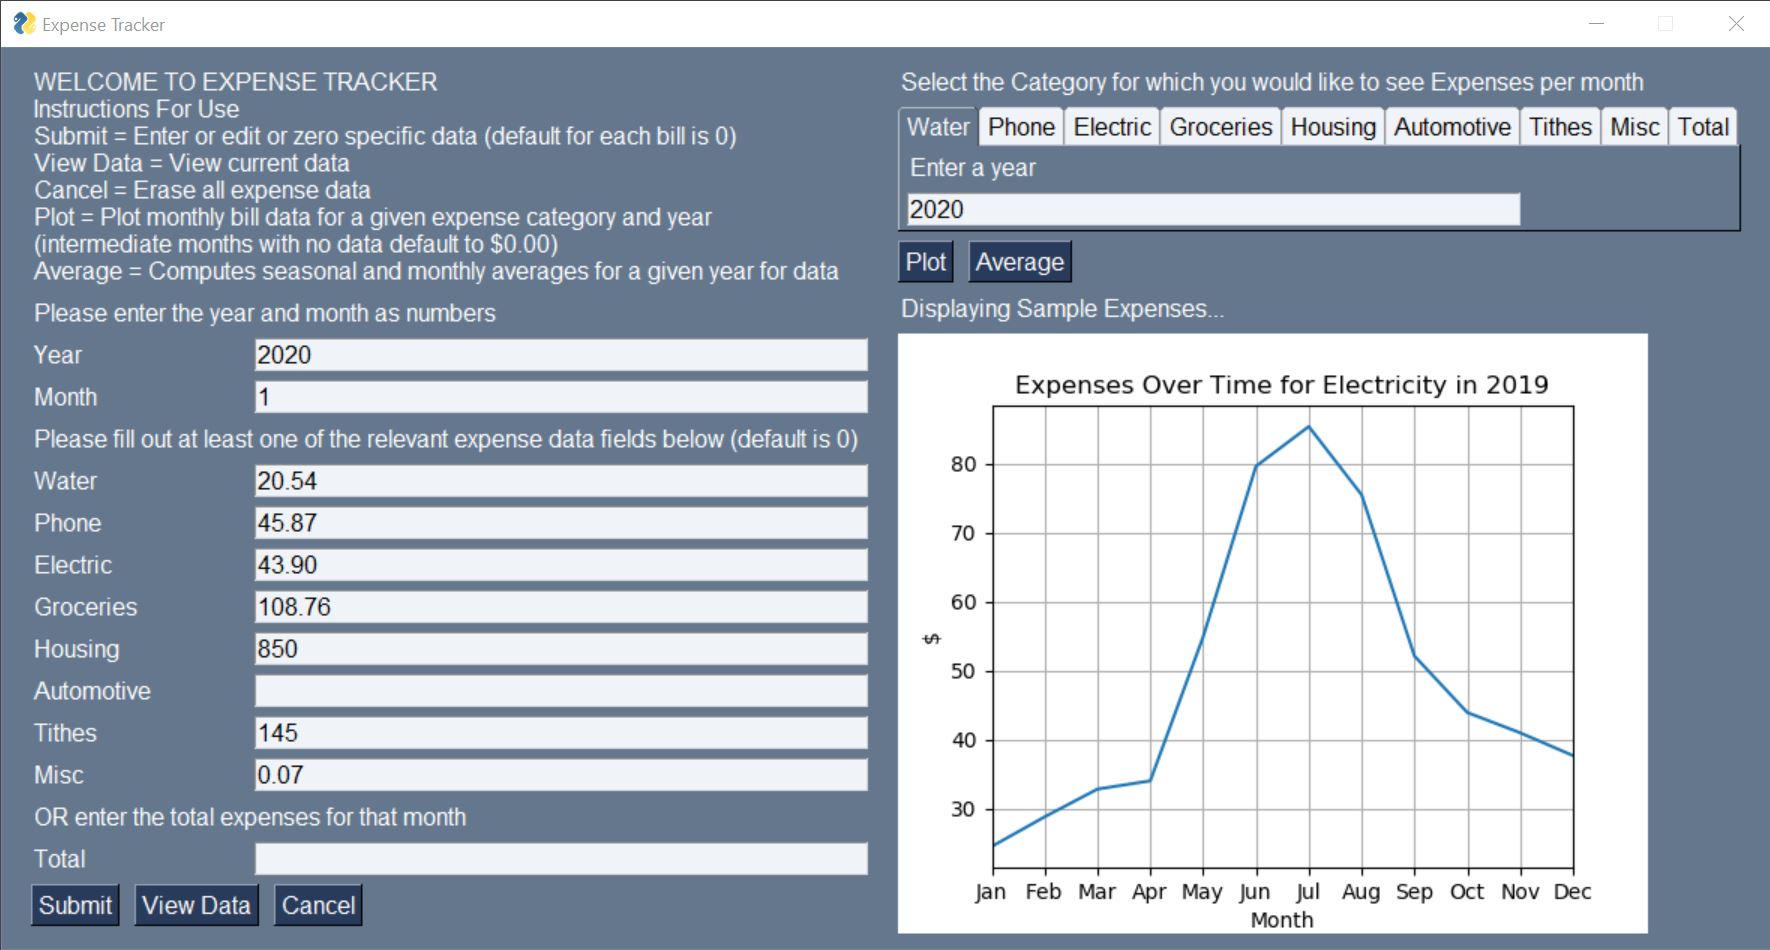 Expense Tracker
WELCOME TO EXPENSE TRACKER
Instructions For Use
Submit = Enter or edit or zero specific data (default for each bill is 0)
View Data = View current data
Cancel = Erase all expense data
Plot = Plot monthly bill data for a given expense category and year
(intermediate months with no data default to $0.00)
Average = Computes seasonal and monthly averages for a given year for data
Please enter the year and month as numbers
Year 2020
Month 1
Please fill out at least one of the relevant expense data fields below (default is 0)
Water 20.54
Phone 45.87
Electric 43.90
Groceries 108.76
Housing 850
Automotive
Tithes 145
Misc 0.07
OR enter the total expenses for that month
Total
Submit View Data Cancel
Select the Category for which you would like to see Expenses per month
Water Phone Electric Groceries Housing Automotive Tithes Misc Total
Enter a year
2020
Plot Average
Displaying Sample Expenses...
Expenses Over Time for Electricity in 2019
80
70
60
$
50
40
30
Jan Feb Mar Apr May Jun Jul Aug Sep Oct Nov Dec
Month